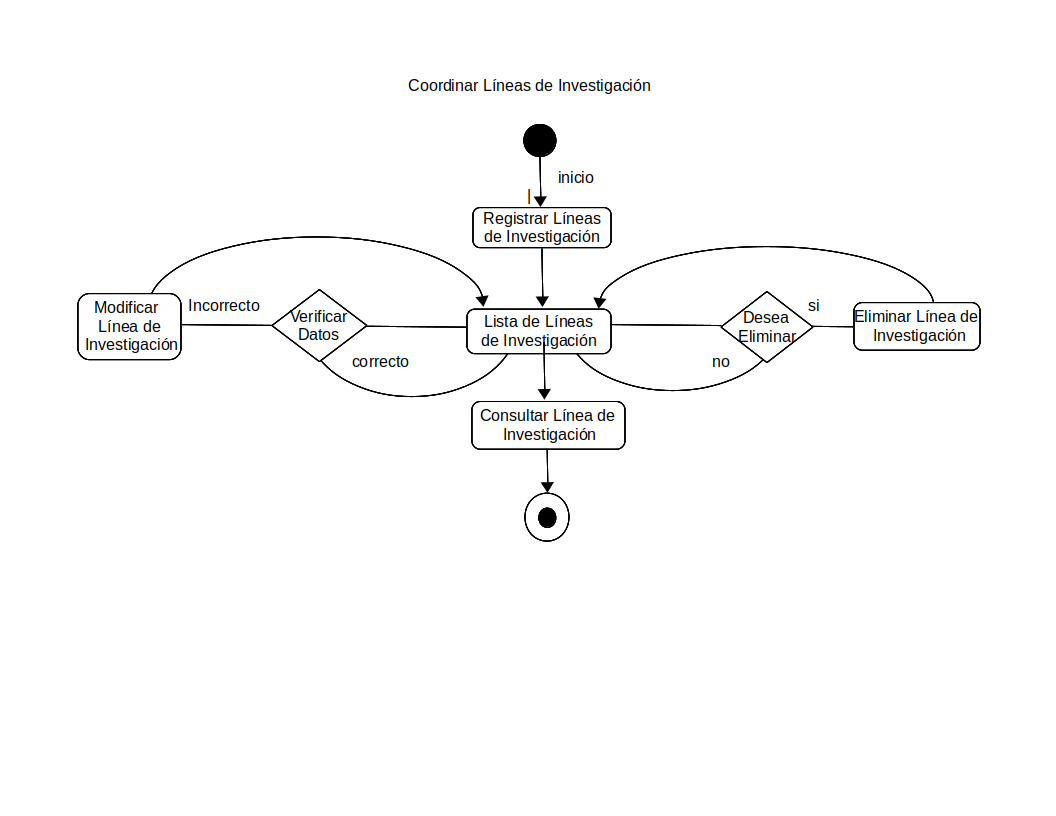 Coordinar Líneas de Investigación
inicio
|
Registrar Líneas
de Investigación
Modificar
Línea de
Investigación
Incorrecto
Verificar
Datos
correcto
Lista de Líneas
de Investigación
Desea
Eliminar
si
no
Eliminar Línea de
Investigación
Consultar Línea de
Investigación